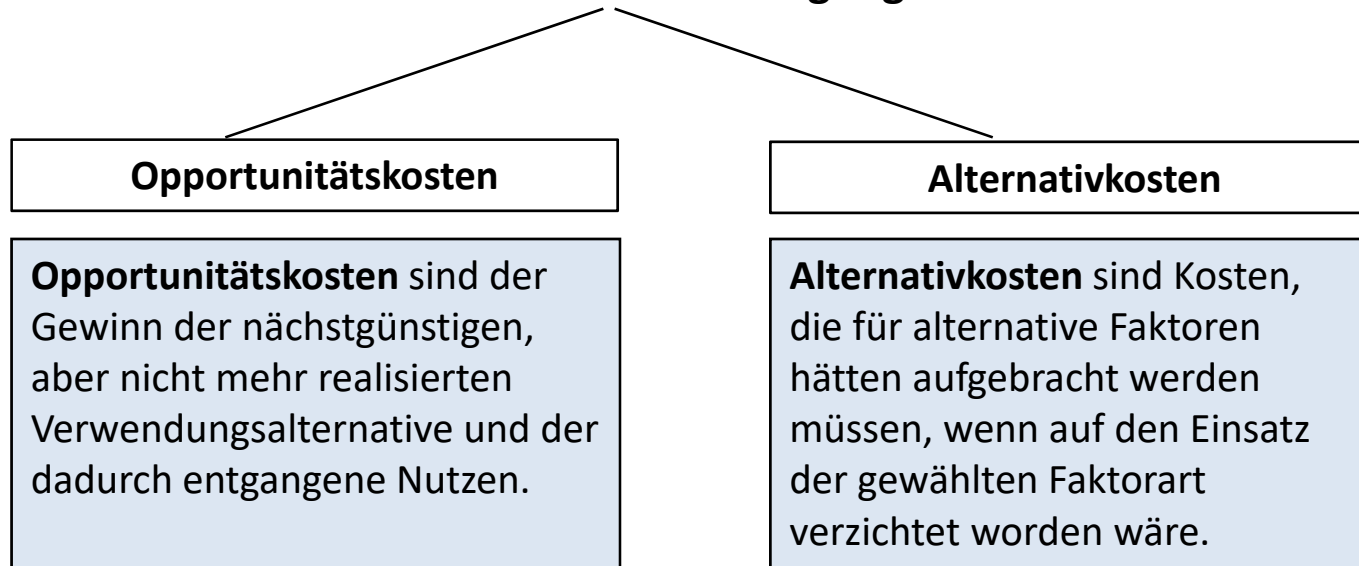 Opportunitätskosten
Alternativkosten
Opportunitätskosten sind der
Gewinn der nächstgünstigen,
aber nicht mehr realisierten
Verwendungsalternative und der
dadurch entgangene Nutzen.
Alternativkosten sind Kosten,
die für alternative Faktoren
hätten aufgebracht werden
müssen, wenn auf den Einsatz
der gewählten Faktorart
verzichtet worden wäre.